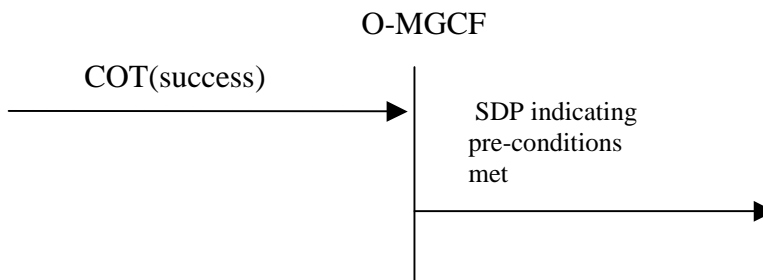 O-MGCF
COT(success)
SDP indicating
pre-conditions
met